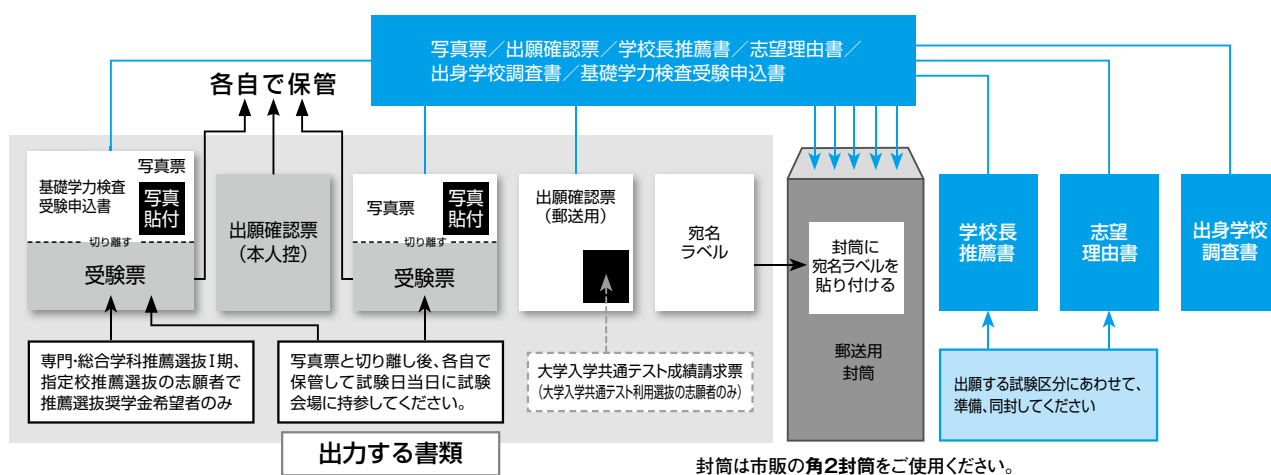 写真票／出願確認票／学校長推薦書／志望理由書／
出身学校調査書／基礎学力検査受験申込書
各自で保管
写真票
基礎学力検査
受験申込書
写真
貼付
切り離す
受験票
出願確認票
（本人控）
写真票
写真
貼付
切り離す
受験票
出願確認票
（郵送用）
宛名
ラベル
封筒に
宛名ラベルを
貼り付ける
郵送用
封筒
学校長
推薦書
志望
理由書
出身学校
調査書
専門・総合学科推薦選抜Ⅰ期、
指定校推薦選抜の志願者で
推薦選抜奨学金希望者のみ
写真票と切り離し後、各自で
保管して試験日当日に試験
会場に持参してください。
大学入学共通テスト成績請求票
（大学入学共通テスト利用選抜の志願者のみ）
出願する試験区分にあわせて、
準備、同封してください
出力する書類
封筒は市販の角2封筒をご使用ください。